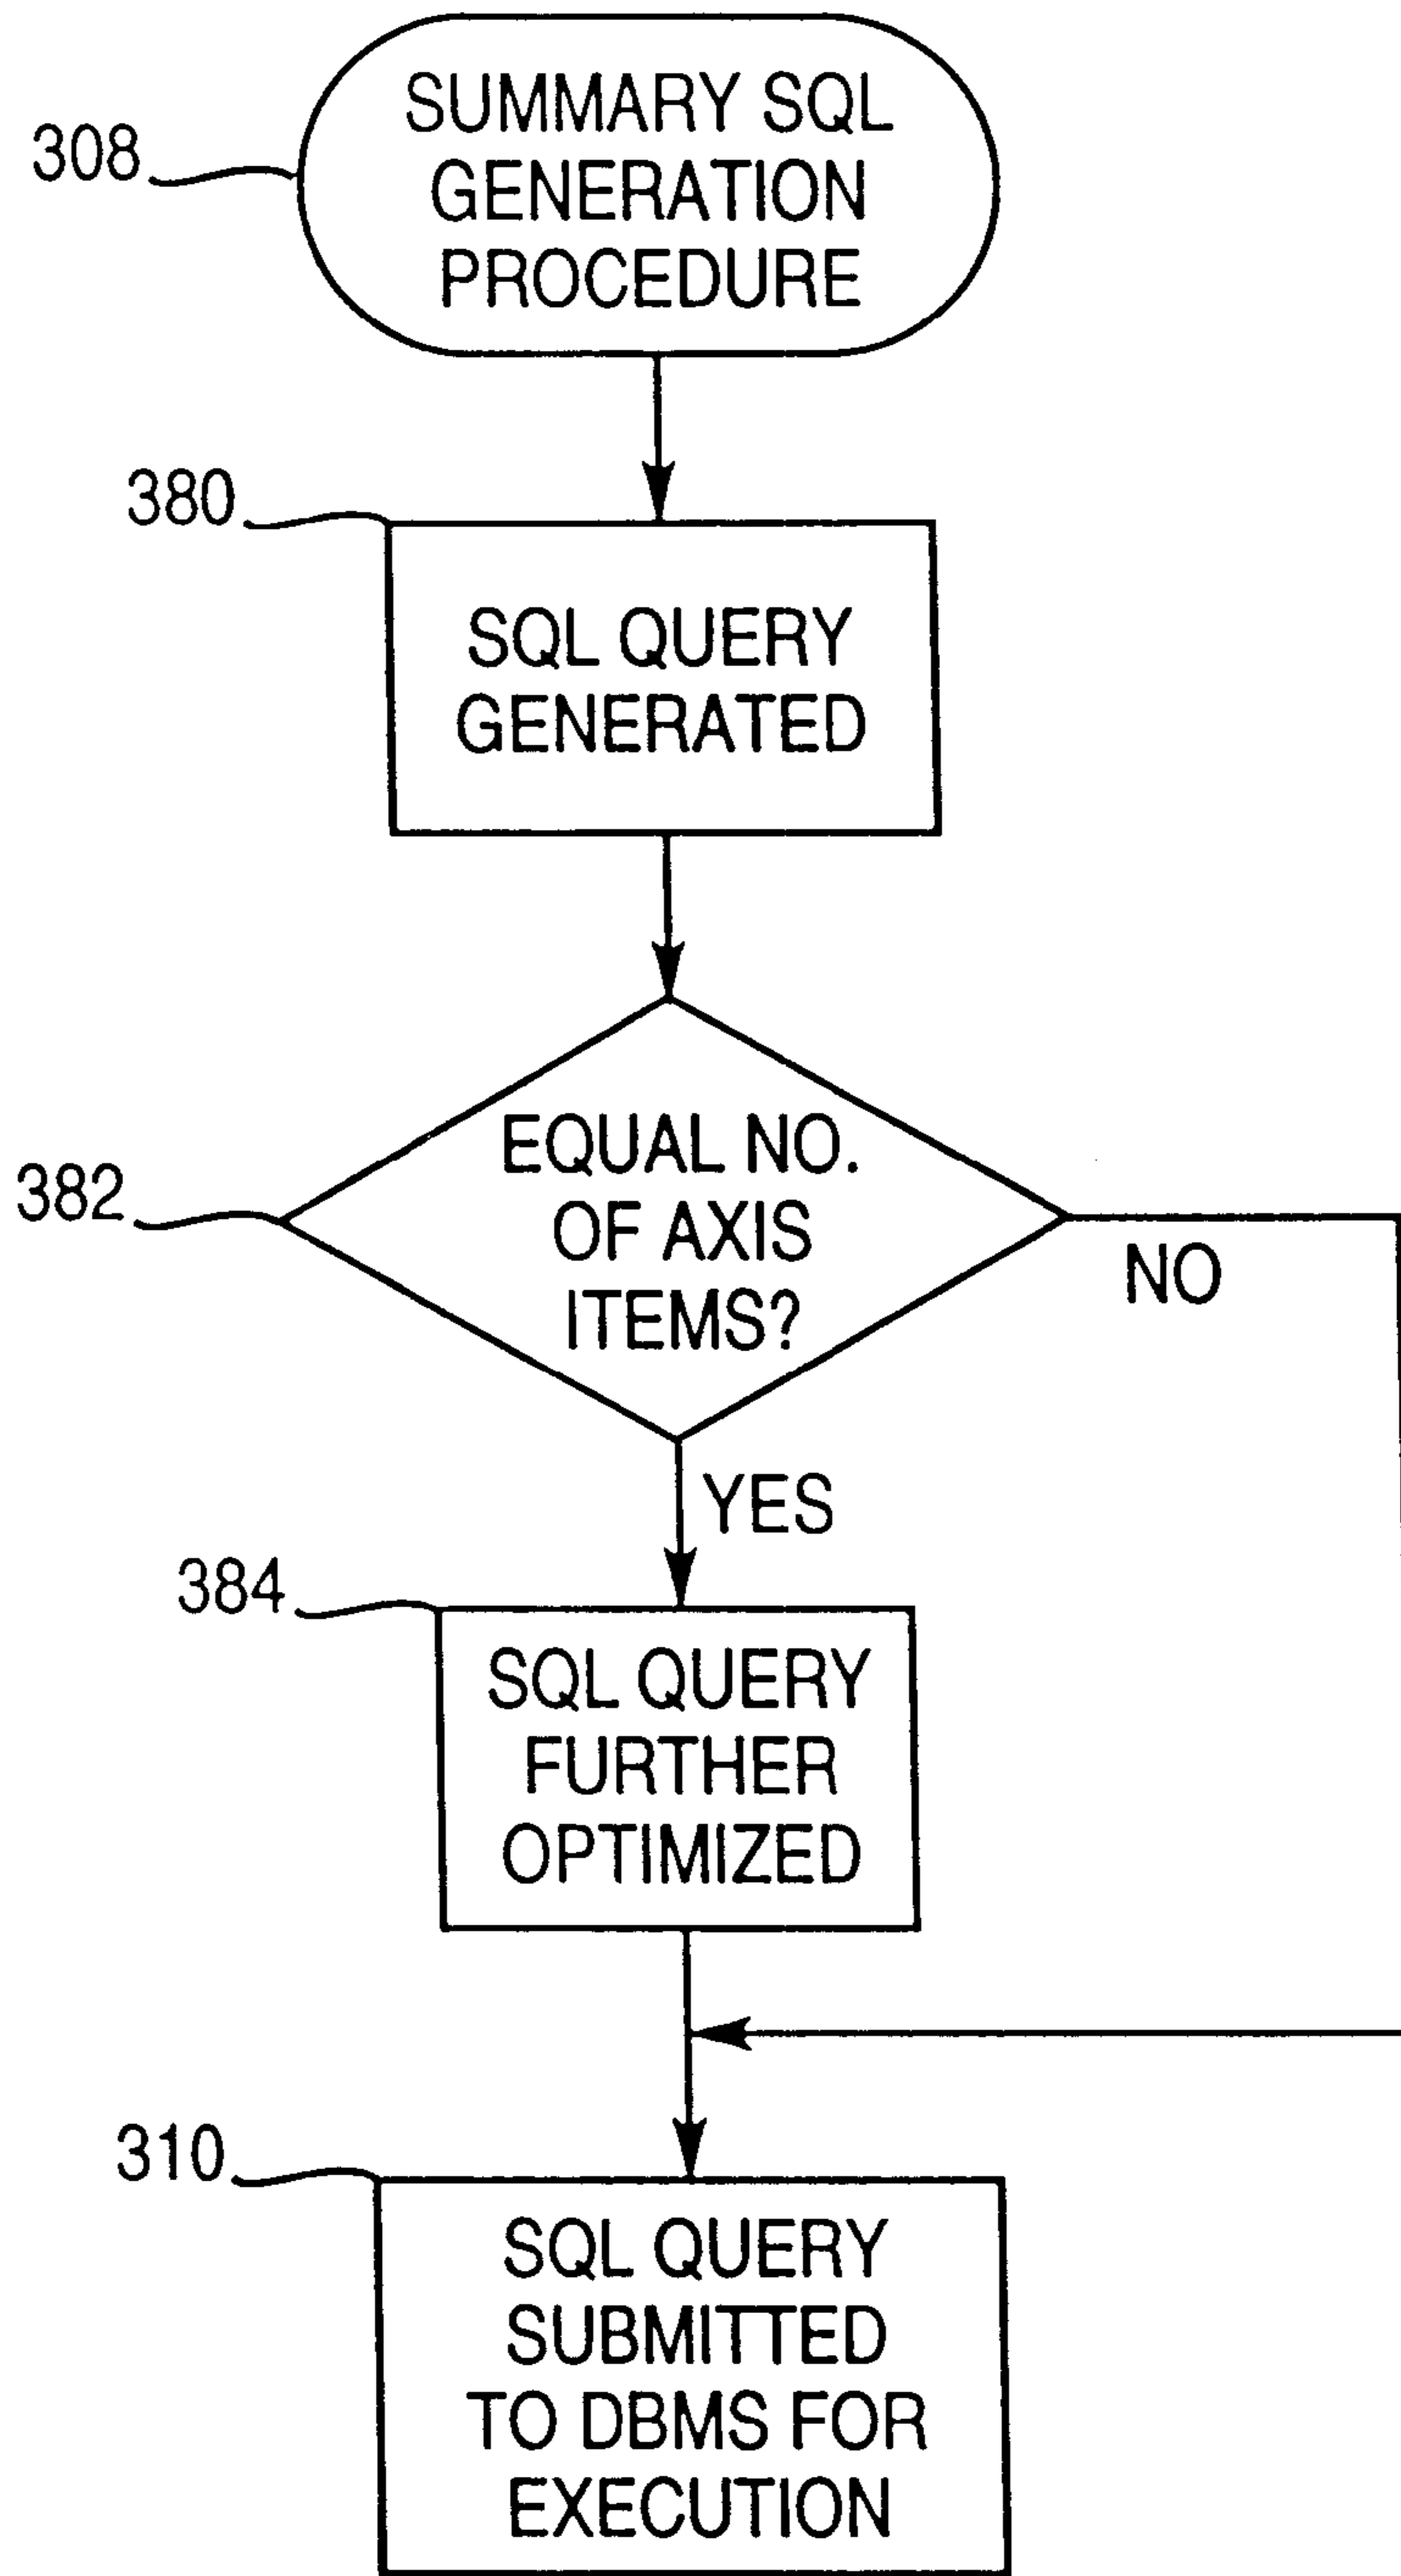 308
SUMMARY SQL
GENERATION
PROCEDURE
380
SQL QUERY
GENERATED
382
EQUAL NO.
OF AXIS
ITEMS?
NO
YES
384
SQL QUERY
FURTHER
OPTIMIZED
310
SQL QUERY
SUBMITTED
TO DBMS FOR
EXECUTION